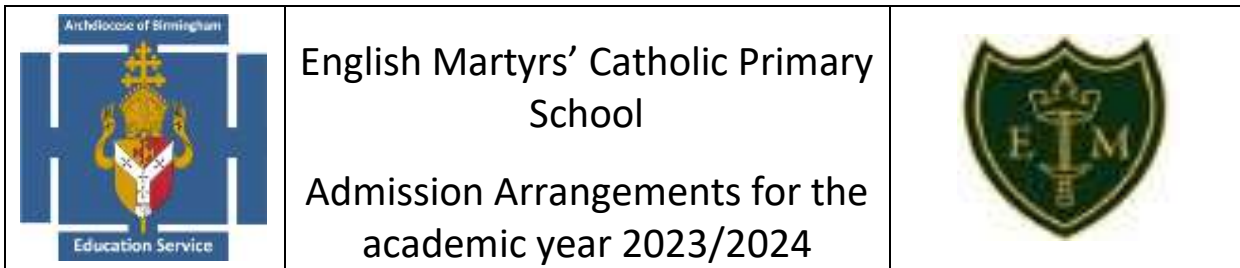 Archdiocese of Birmingham
Education Service
English Martyrs’ Catholic Primary
School
Admission Arrangements for the
academic year 2023/2024
E M